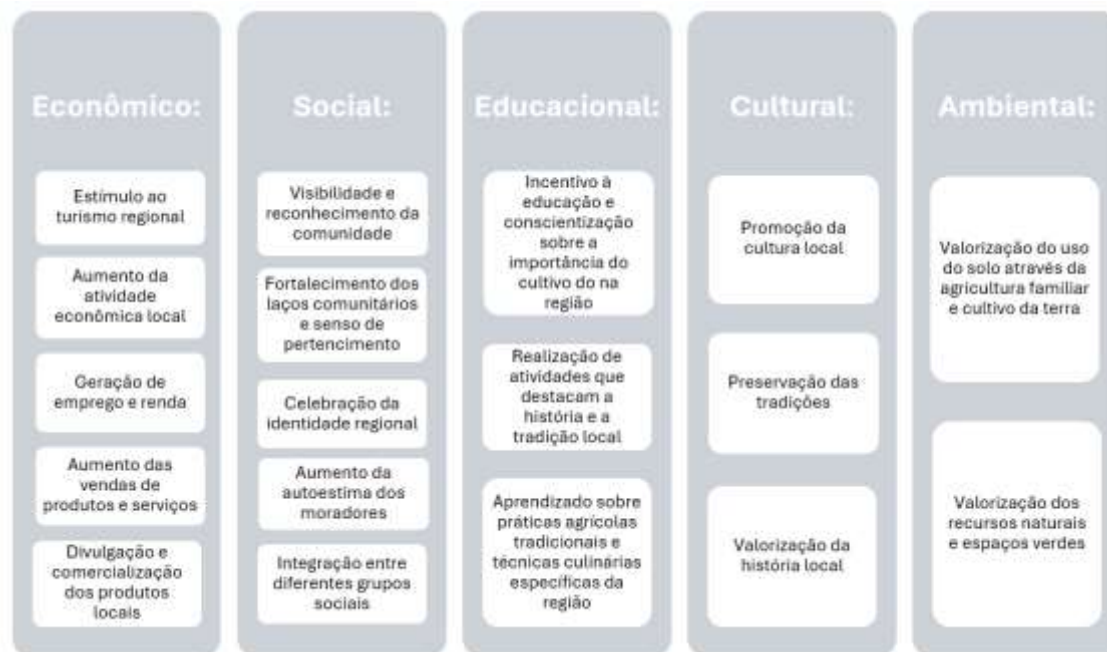 Econômico:
Estímulo ao
turismo regional
Aumento da
atividade
econômica local
Geração de
emprego e renda
Aumento das
vendas de
produtos e serviços
Divulgação e
comercialização
dos produtos
locais
Social:
Visibilidade e
reconhecimento da
comunidade
Fortalecimento dos
laços comunitários
e senso de
pertencimento
Celebração da
identidade regional
Aumento da
autoestima dos
moradores
Integração entre
diferentes grupos
sociais
Educacional:
Incentivo à
educação e
conscientização
sobre a
importância do
cultivo do na
região
Realização de
atividades que
destacam a
história e a
tradição local
Aprendizado sobre
práticas agrícolas
tradicionais e
técnicas culinárias
específicas da
região
Cultural:
Promoção da
cultura local
Preservação das
tradições
Valorização da
história local
Ambiental:
Valorização do uso
do solo através da
agricultura familiar
e cultivo da terra
Valorização dos
recursos naturais
e espaços verdes